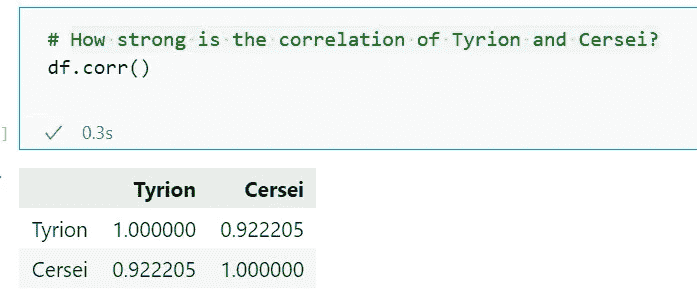 # How strong is the correlation of Tyrion and Cersei?
df.corr()
] ✓ 0.3s
Tyrion Cersei
Tyrion 1.000000 0.922205
Cersei 0.922205 1.000000